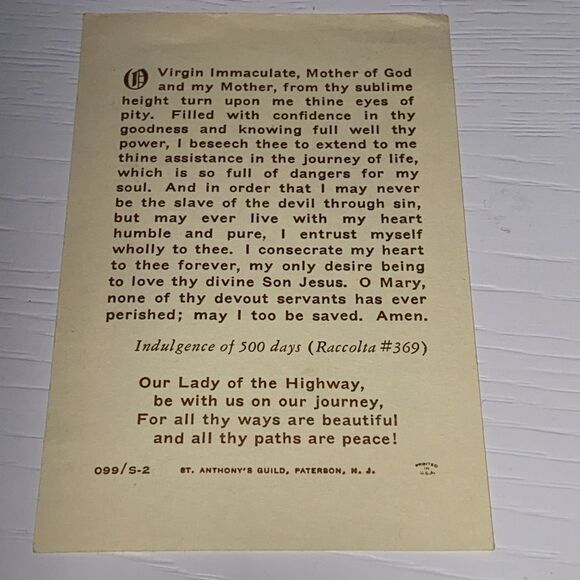 O Virgin Immaculate, Mother of God
and my Mother, from thy sublime
height turn upon me thine eyes of
pity. Filled with confidence in thy
goodness and knowing full well thy
power, I beseech thee to extend to me
thine assistance in the journey of life,
which is so full of dangers for my
soul. And in order that I may never
be the slave of the devil through sin,
but may ever live with my heart
humble and pure, I entrust myself
wholly to thee. I consecrate my heart
to thee forever, my only desire being
to love thy divine Son Jesus. O Mary,
none of thy devout servants has ever
perished; may I too be saved. Amen.
Indulgence of 500 days (Raccolta #369)
Our Lady of the Highway,
be with us on our journey,
For all thy ways are beautiful
and all thy paths are peace!
099/S-2 ST. ANTHONY'S GUILD, PATERSON, N. J.
PRINTED
IN
U.S.A.